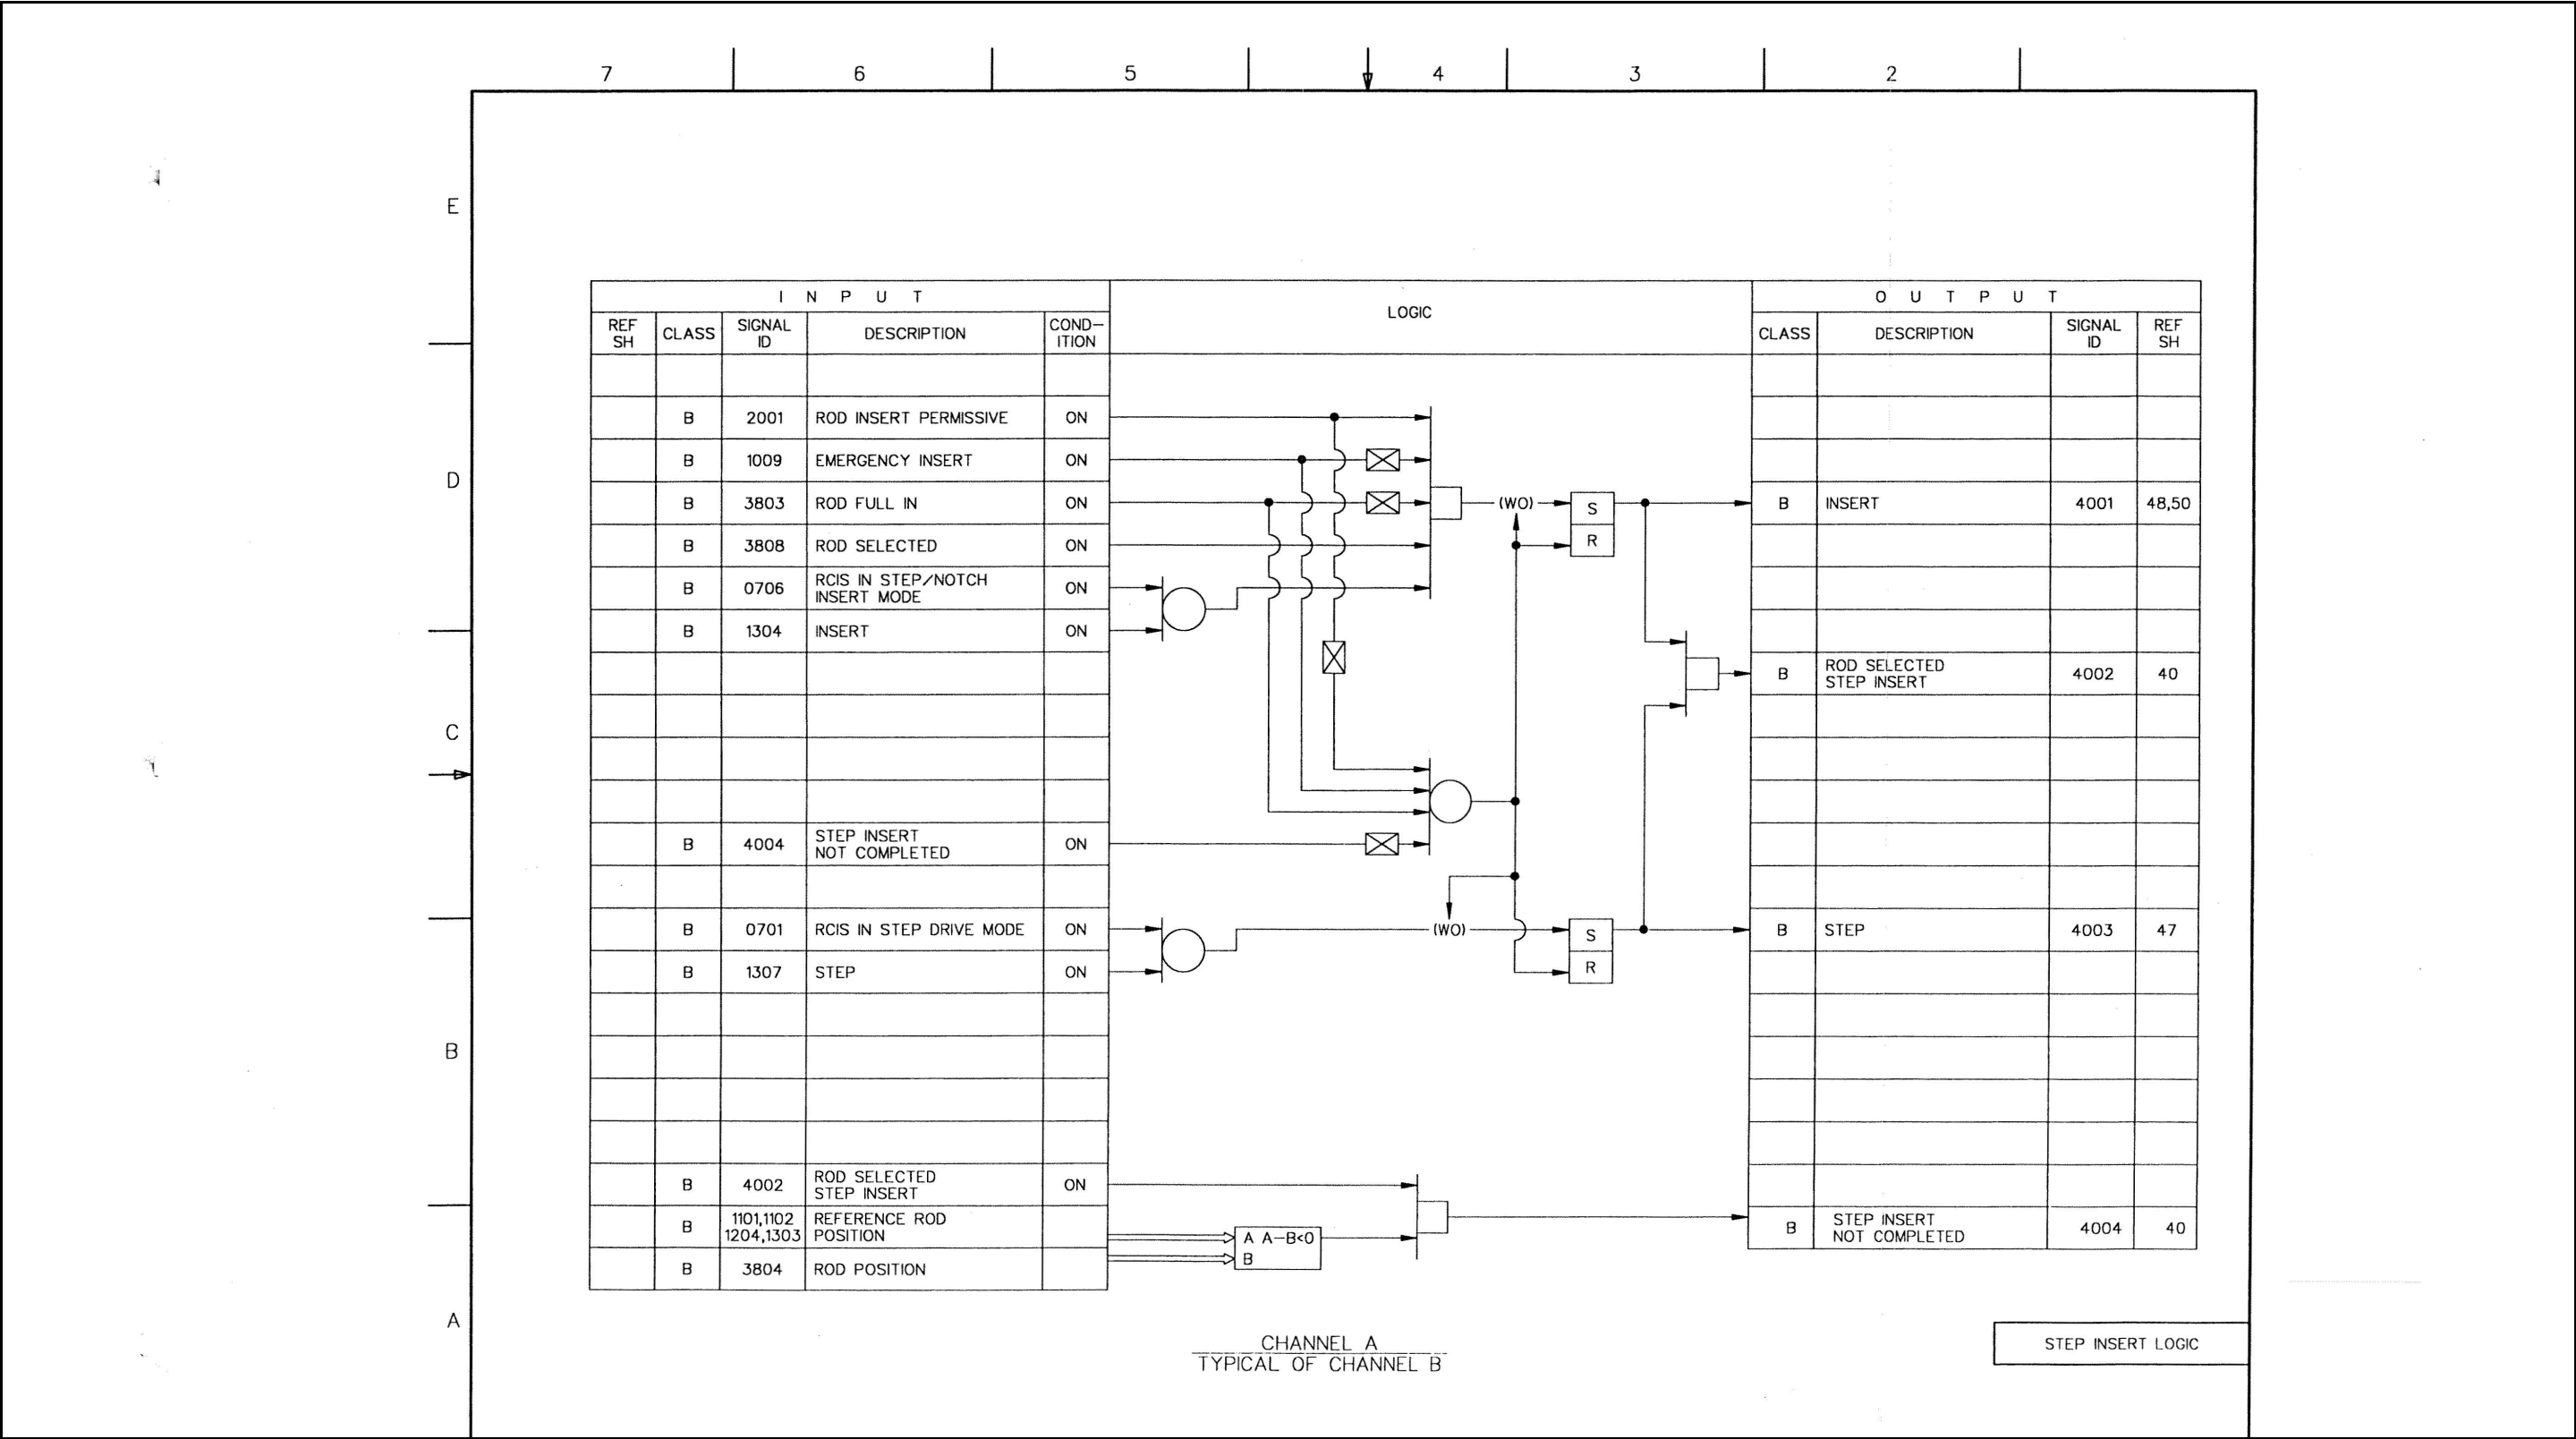 7 6 5 4 3 2
E
D
C
B
A
I N P U T
LOGIC
O U T P U T
REF SH CLASS SIGNAL ID DESCRIPTION COND-ITION
CLASS DESCRIPTION SIGNAL ID REF SH
B 2001 ROD INSERT PERMISSIVE ON
B 1009 EMERGENCY INSERT ON
B 3803 ROD FULL IN ON
(WO) S
R
B INSERT 4001 48,50
B 3808 ROD SELECTED ON
B 0706 RCIS IN STEP/NOTCH
INSERT MODE ON
B 1304 INSERT ON
B ROD SELECTED
STEP INSERT 4002 40
B 4004 STEP INSERT
NOT COMPLETED ON
B 0701 RCIS IN STEP DRIVE MODE ON
(WO) S
R
B STEP 4003 47
B 1307 STEP ON
B 4002 ROD SELECTED
STEP INSERT ON
B 1101,1102
1204,1303 REFERENCE ROD
POSITION
A A-B<0
B
B STEP INSERT
NOT COMPLETED 4004 40
B 3804 ROD POSITION
CHANNEL A
TYPICAL OF CHANNEL B
STEP INSERT LOGIC